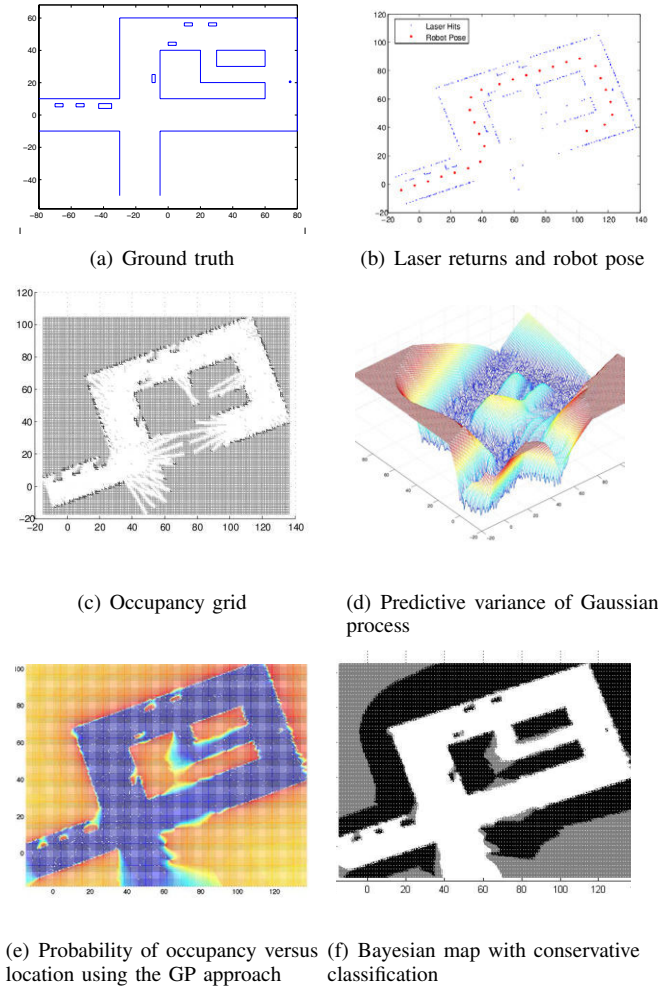 60
40
20
0
−20
−40
−80 −60 −40 −20 0 20 40 60 80
(a) Ground truth
Laser Hits
Robot Pose
120
100
80
60
40
20
0
−20
−20 0 20 40 60 80 100 120 140
(b) Laser returns and robot pose
120
100
80
60
40
20
0
−20
−20 0 20 40 60 80 100 120 140
(c) Occupancy grid
(d) Predictive variance of Gaussian
process
100
80
60
40
20
0
0 20 40 60 80 100 120
(e) Probability of occupancy versus
location using the GP approach
0 20 40 60 80 100 120
(f) Bayesian map with conservative
classification